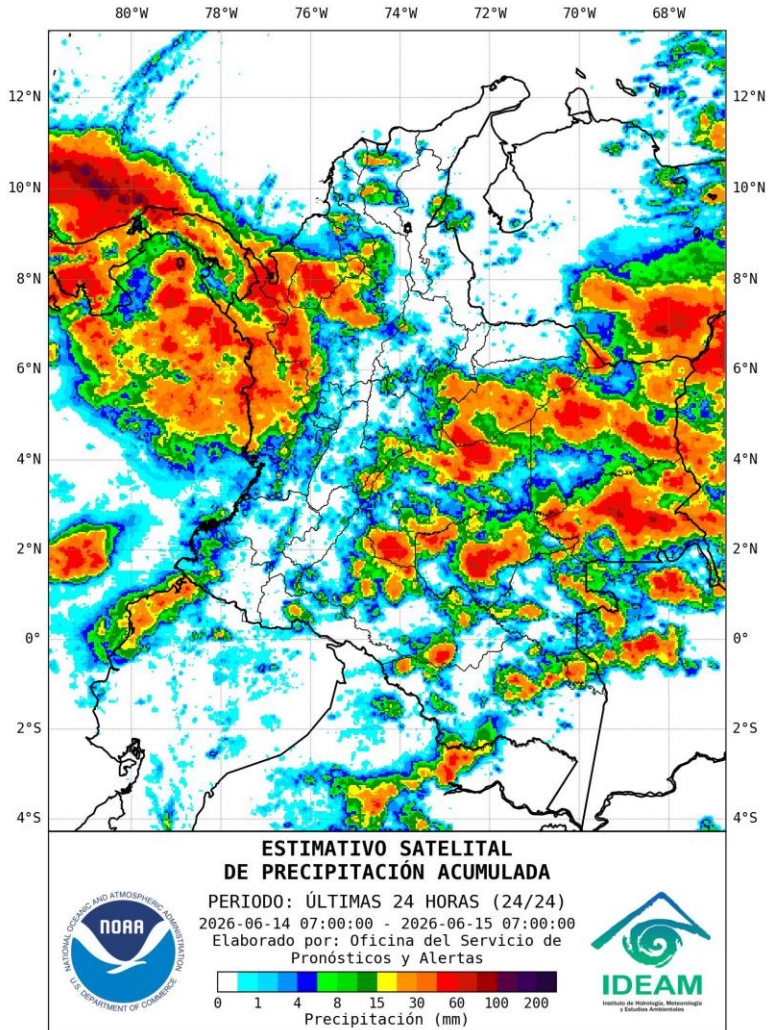 80°W 78°W 76°W 74°W 72°W 70°W 68°W
12°N 12°N
10°N 10°N
8°N 8°N
6°N 6°N
4°N 4°N
2°N 2°N
0° 0°
2°S 2°S
4°S 4°S
ESTIMATIVO SATELITAL
DE PRECIPITACIÓN ACUMULADA
PERIODO: ÚLTIMAS 24 HORAS (24/24)
2026-06-14 07:00:00 - 2026-06-15 07:00:00
Elaborado por: Oficina del Servicio de
Pronósticos y Alertas
0 1 4 8 15 30 60 100 200
Precipitación (mm)
NATIONAL OCEANIC AND ATMOSPHERIC ADMINISTRATION
NOAA
U.S. DEPARTMENT OF COMMERCE
IDEAM
Instituto de Hidrología, Meteorología
y Estudios Ambientales